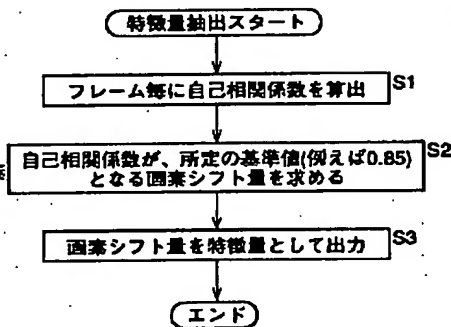 特徴量抽出スタート
フレーム毎に自己相関係数を算出
S1
自己相関係数が、所定の基準値(例えば0.85)
となる画素シフト量を求める
S2
画素シフト量を特徴量として出力
S3
エンド